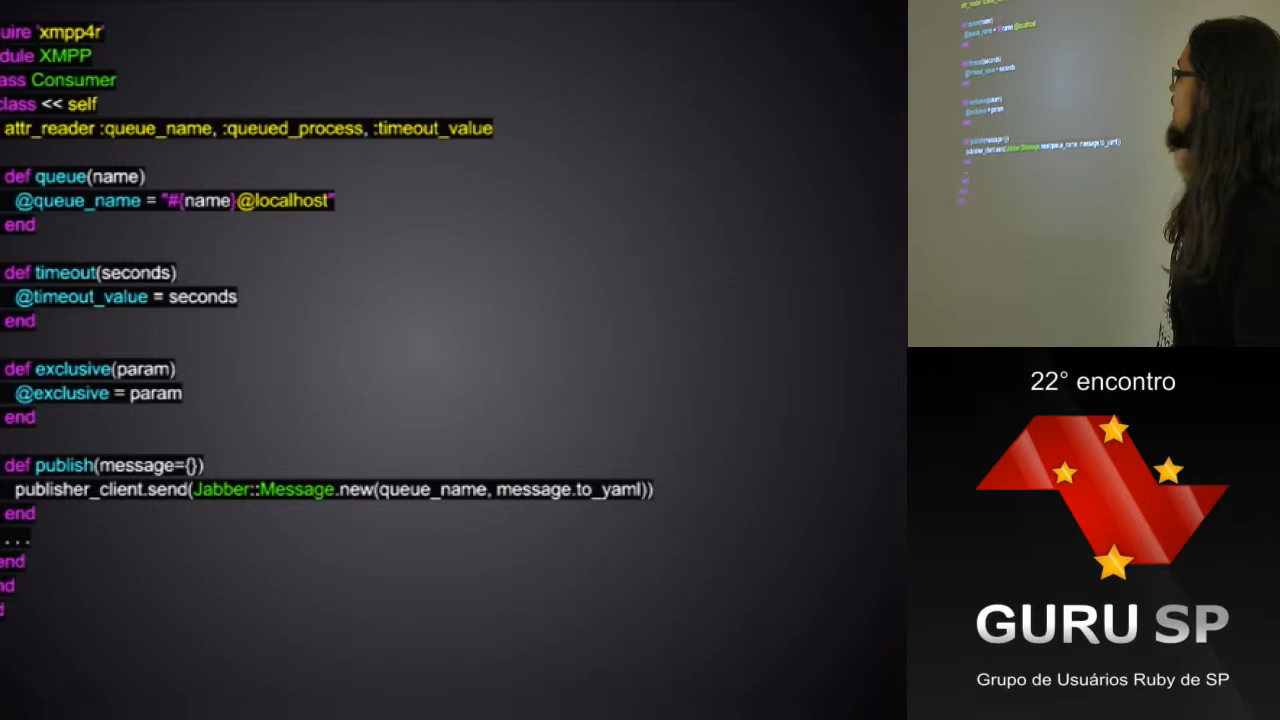 uire 'xmpp4r'
dule XMPP
ass Consumer
class << self
attr_reader :queue_name, :queued_process, :timeout_value
def queue(name)
@queue_name = "#{name}@localhost"
end
def timeout(seconds)
@timeout_value = seconds
end
def exclusive(param)
@exclusive = param
end
def publish(message={})
publisher_client.send(Jabber::Message.new(queue_name, message.to_yaml))
end
...
end
nd
d
22° encontro
GURU SP
Grupo de Usuários Ruby de SP